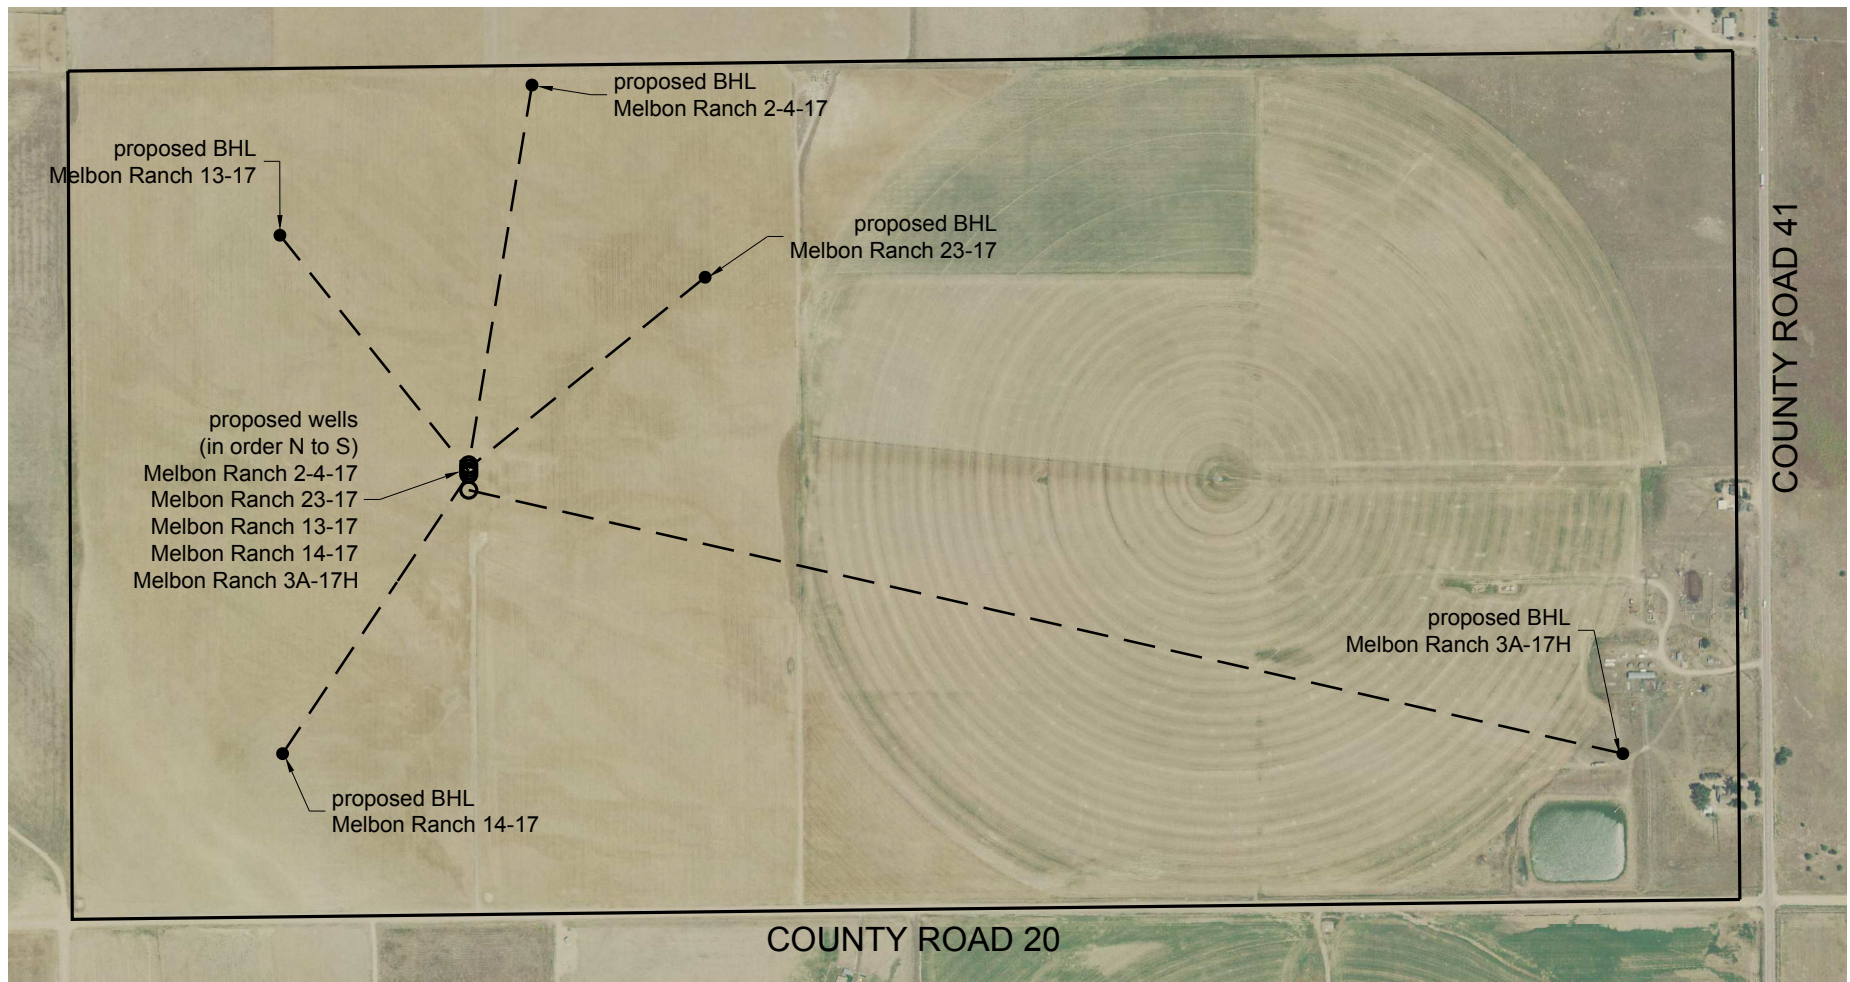 proposed BHL
Melbon Ranch 2-4-17
proposed BHL
Melbon Ranch 13-17
proposed BHL
Melbon Ranch 23-17
COUNTY ROAD 41
proposed wells
(in order N to S)
Melbon Ranch 2-4-17
Melbon Ranch 23-17
Melbon Ranch 13-17
Melbon Ranch 14-17
Melbon Ranch 3A-17H
proposed BHL
Melbon Ranch 3A-17H
proposed BHL
Melbon Ranch 14-17
COUNTY ROAD 20